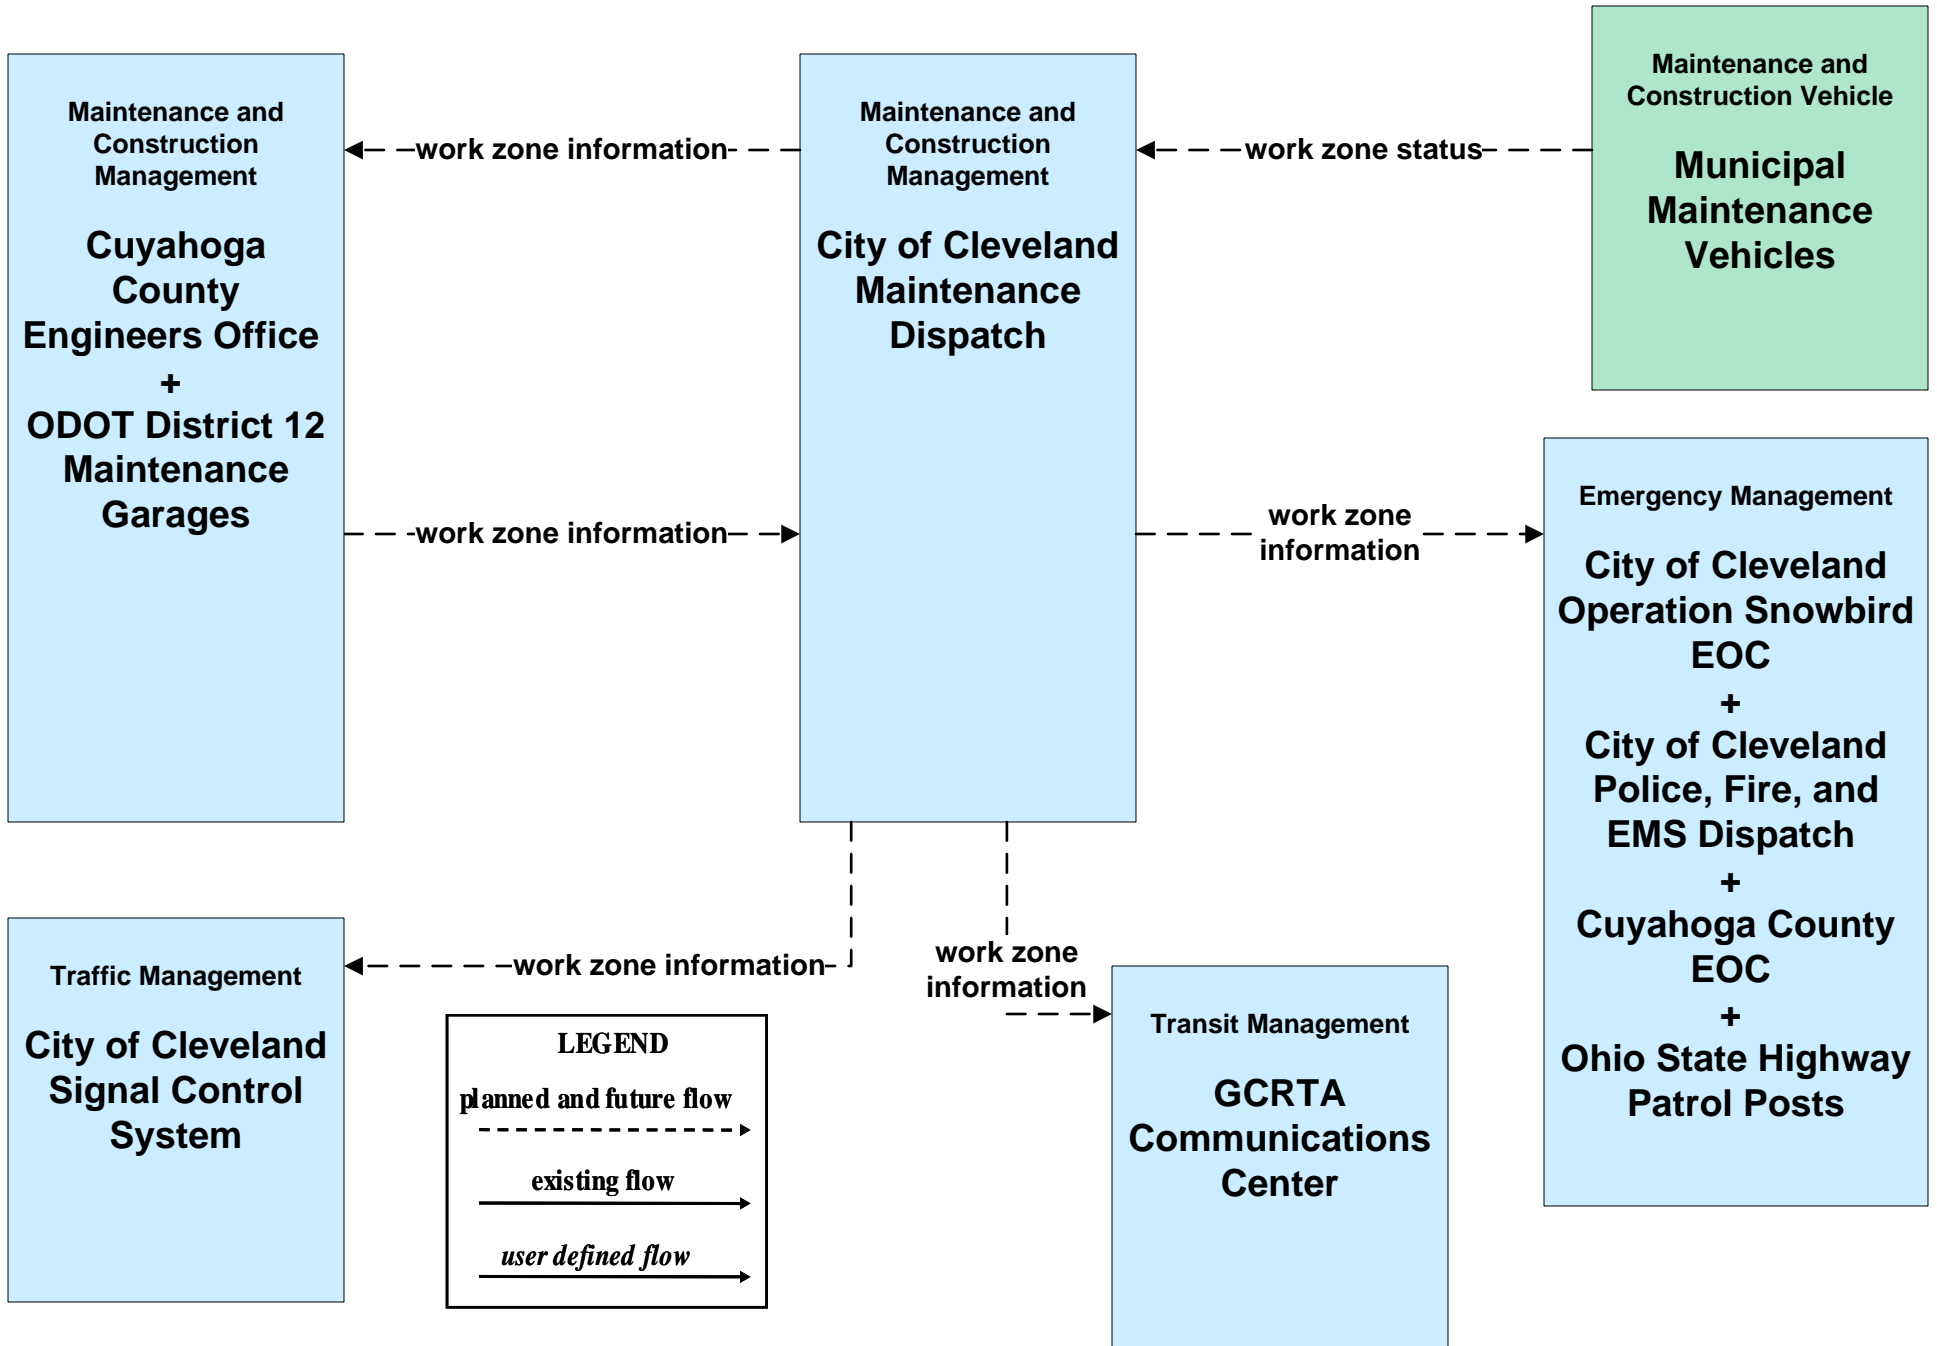 Maintenance and
Construction
Management
Cuyahoga
County
Engineers Office
+
ODOT District 12
Maintenance
Garages
work zone information
work zone information
Maintenance and
Construction
Management
City of Cleveland
Maintenance
Dispatch
work zone status
Maintenance and
Construction Vehicle
Municipal
Maintenance
Vehicles
work zone
information
Emergency Management
City of Cleveland
Operation Snowbird
EOC
+
City of Cleveland
Police, Fire, and
EMS Dispatch
+
Cuyahoga County
EOC
+
Ohio State Highway
Patrol Posts
Traffic Management
City of Cleveland
Signal Control
System
work zone information
work zone
information
Transit Management
GCRTA
Communications
Center
LEGEND
planned and future flow
existing flow
user defined flow